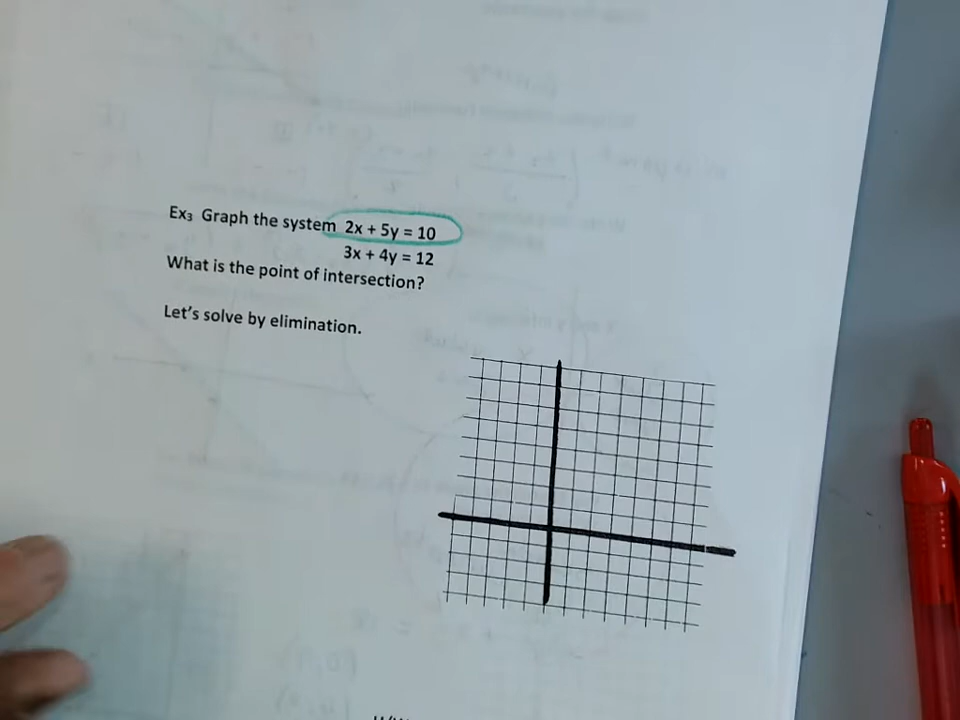 Ex₃ Graph the system 2x + 5y = 10
3x + 4y = 12
What is the point of intersection?
Let's solve by elimination.